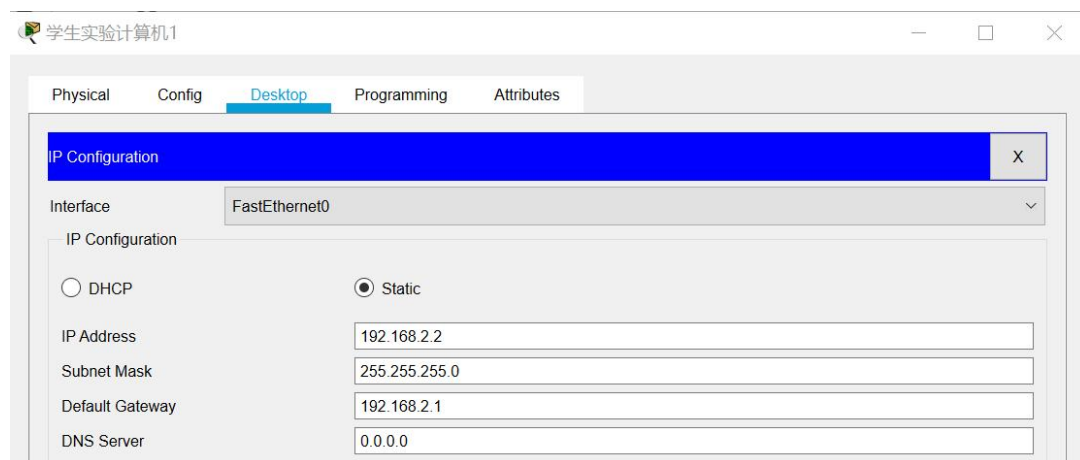 学生实验计算机1
Physical Config Desktop Programming Attributes
IP Configuration X
Interface FastEthernet0
IP Configuration
DHCP Static
IP Address 192.168.2.2
Subnet Mask 255.255.255.0
Default Gateway 192.168.2.1
DNS Server 0.0.0.0